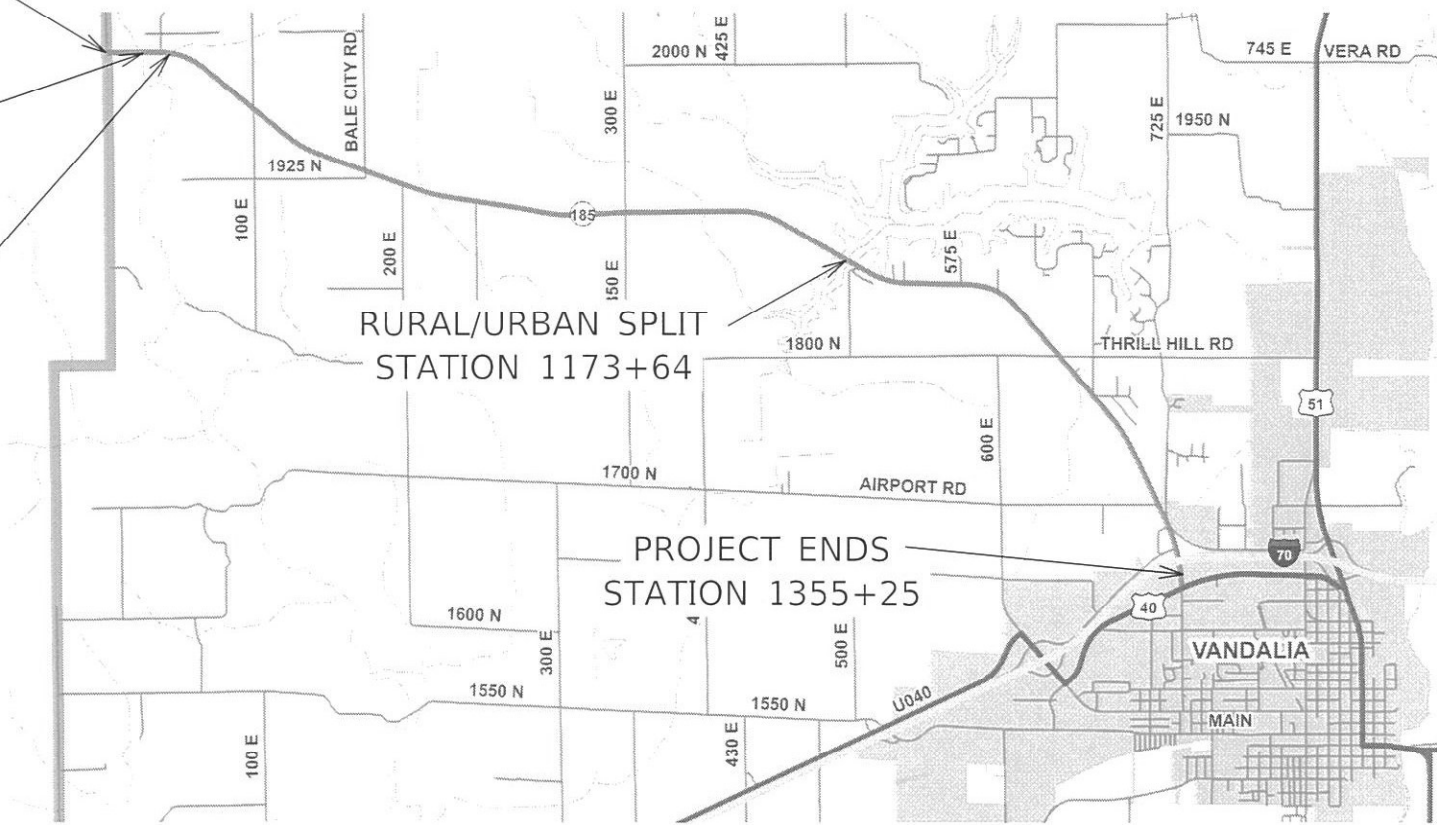 2000 N
425 E
745 E
VERA RD
BALE CITY RD
300 E
725 E
1950 N
1925 N
100 E
185
200 E
575 E
RURAL/URBAN SPLIT
STATION 1173+64
1800 N
THRILL HILL RD
51
600 E
1700 N
AIRPORT RD
PROJECT ENDS
STATION 1355+25
70
40
1600 N
4
300 E
500 E
VANDALIA
1550 N
1550 N
U040
MAIN
100 E
430 E